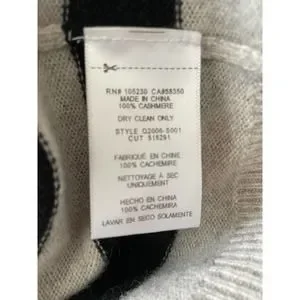 RN# 105230 CA#58350
MADE IN CHINA
100% CASHMERE
DRY CLEAN ONLY
STYLE Q2006-5001
CUT 515291
FABRIQUÉ EN CHINE
100% CACHEMIRE
NETTOYAGE À SEC
UNIQUEMENT
HECHO EN CHINA
100% CACHEMIRA
LAVAR EN SECO SOLAMENTE